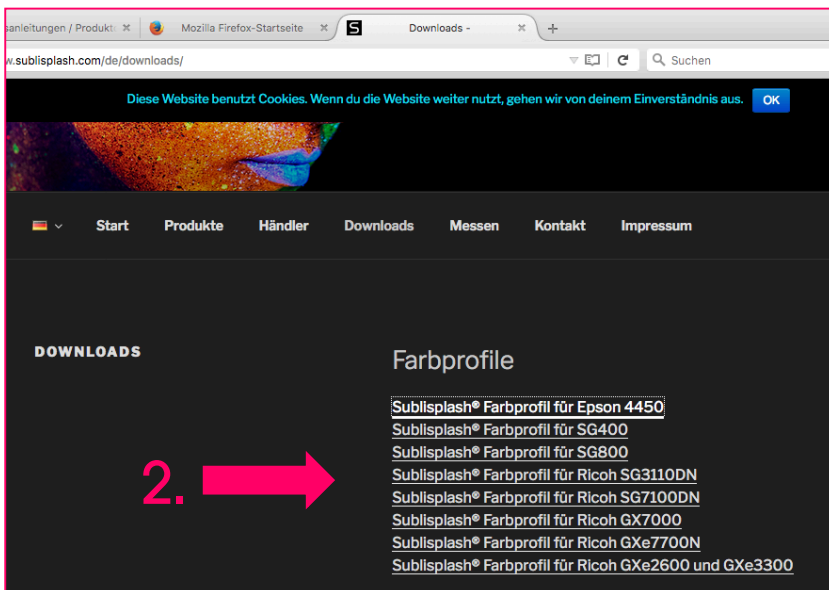 sanleitungen / Produkt
Mozilla Firefox-Startseite
S
Downloads -
w.sublisplash.com/de/downloads/
Suchen
Diese Website benutzt Cookies. Wenn du die Website weiter nutzt, gehen wir von deinem Einverständnis aus.
OK
Start
Produkte
Händler
Downloads
Messen
Kontakt
Impressum
DOWNLOADS
Farbprofile
Sublisplash® Farbprofil für Epson 4450
Sublisplash® Farbprofil für SG400
Sublisplash® Farbprofil für SG800
2.
Sublisplash® Farbprofil für Ricoh SG3110DN
Sublisplash® Farbprofil für Ricoh SG7100DN
Sublisplash® Farbprofil für Ricoh GX7000
Sublisplash® Farbprofil für Ricoh GXe7700N
Sublisplash® Farbprofil für Ricoh GXe2600 und GXe3300